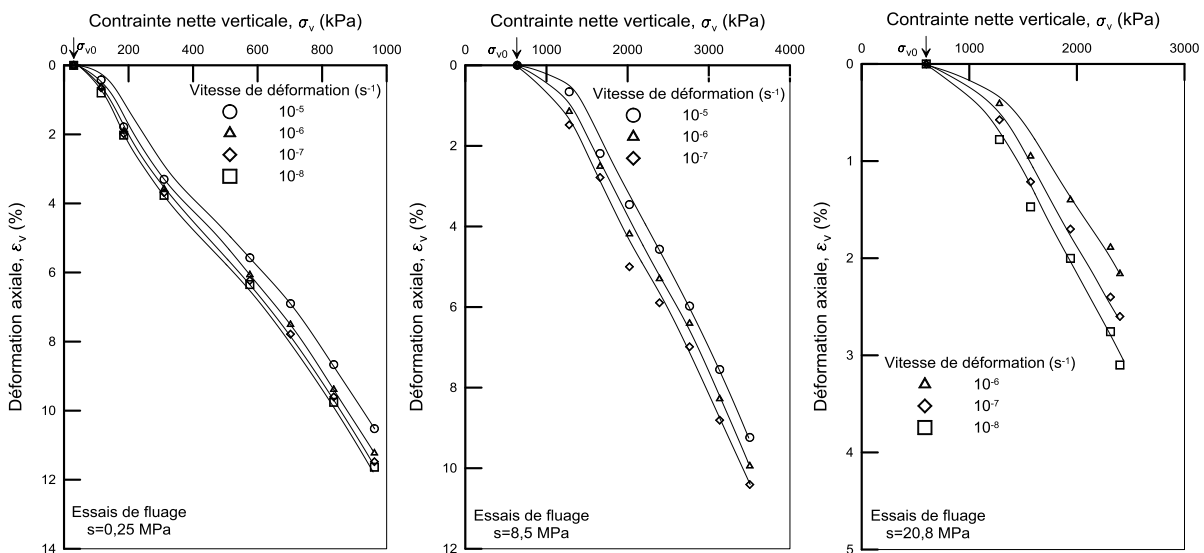 Contrainte nette verticale, σv (kPa)
0 σv0 200 400 600 800 1000
0
2
4
6
8
10
12
14
Déformation axiale, εv (%)
Vitesse de déformation (s-1)
10-5
10-6
10-7
10-8
Essais de fluage
s=0,25 MPa
Contrainte nette verticale, σv (kPa)
0 σv0 1000 2000 3000 4000
0
2
4
6
8
10
12
Déformation axiale, εv (%)
Vitesse de déformation (s-1)
10-5
10-6
10-7
Essais de fluage
s=8,5 MPa
Contrainte nette verticale, σv (kPa)
0 σv0 1000 2000 3000
0
1
2
3
4
5
Déformation axiale, εv (%)
Vitesse de déformation (s-1)
10-6
10-7
10-8
Essais de fluage
s=20,8 MPa